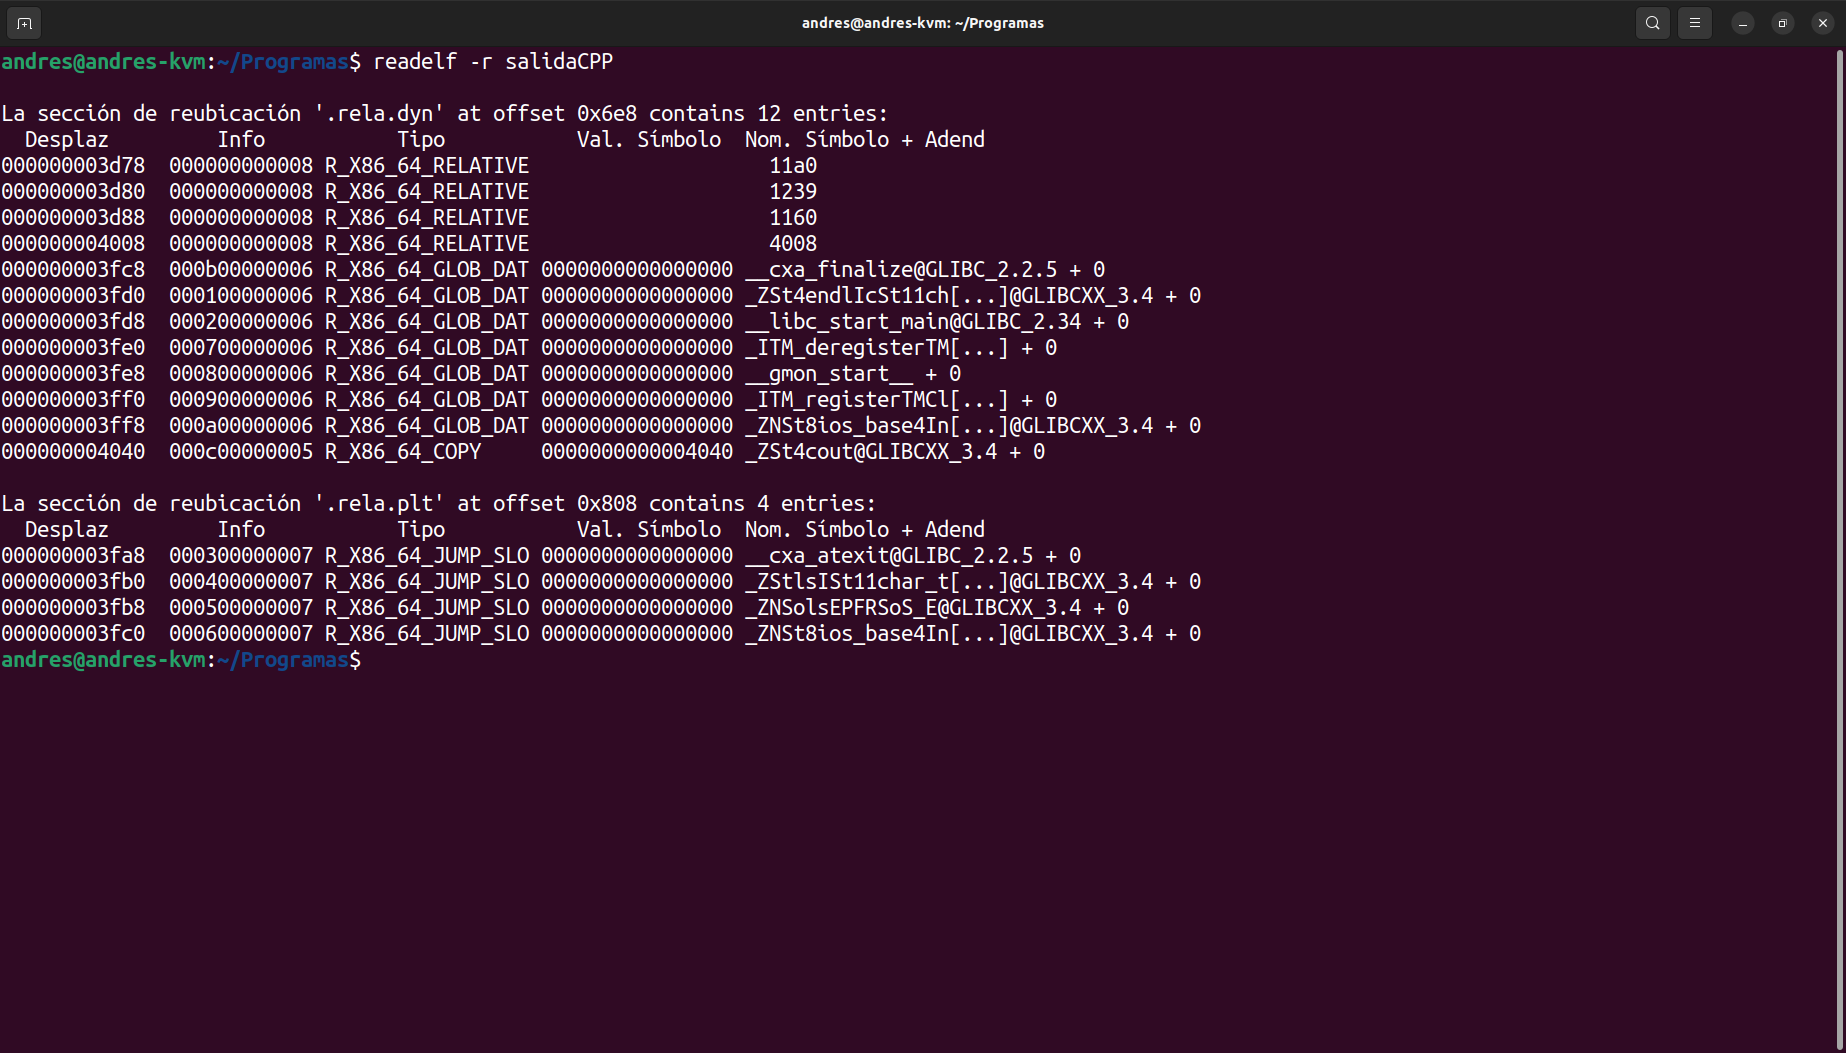 andres@andres-kvm: ~/Programas
andres@andres-kvm:~/Programas$ readelf -r salidaCPP

La sección de reubicación '.rela.dyn' at offset 0x6e8 contains 12 entries:
  Desplaz         Info           Tipo           Val. Símbolo  Nom. Símbolo + Adend
000000003d78  000000000008 R_X86_64_RELATIVE                    11a0
000000003d80  000000000008 R_X86_64_RELATIVE                    1239
000000003d88  000000000008 R_X86_64_RELATIVE                    1160
000000004008  000000000008 R_X86_64_RELATIVE                    4008
000000003fc8  000b00000006 R_X86_64_GLOB_DAT 0000000000000000 __cxa_finalize@GLIBC_2.2.5 + 0
000000003fd0  000100000006 R_X86_64_GLOB_DAT 0000000000000000 _ZSt4endlIcSt11ch[...]@GLIBCXX_3.4 + 0
000000003fd8  000200000006 R_X86_64_GLOB_DAT 0000000000000000 __libc_start_main@GLIBC_2.34 + 0
000000003fe0  000700000006 R_X86_64_GLOB_DAT 0000000000000000 _ITM_deregisterTM[...] + 0
000000003fe8  000800000006 R_X86_64_GLOB_DAT 0000000000000000 __gmon_start__ + 0
000000003ff0  000900000006 R_X86_64_GLOB_DAT 0000000000000000 _ITM_registerTMCl[...] + 0
000000003ff8  000a00000006 R_X86_64_GLOB_DAT 0000000000000000 _ZNSt8ios_base4In[...]@GLIBCXX_3.4 + 0
000000004040  000c00000005 R_X86_64_COPY     0000000000004040 _ZSt4cout@GLIBCXX_3.4 + 0

La sección de reubicación '.rela.plt' at offset 0x808 contains 4 entries:
  Desplaz         Info           Tipo           Val. Símbolo  Nom. Símbolo + Adend
000000003fa8  000300000007 R_X86_64_JUMP_SLO 0000000000000000 __cxa_atexit@GLIBC_2.2.5 + 0
000000003fb0  000400000007 R_X86_64_JUMP_SLO 0000000000000000 _ZStlsISt11char_t[...]@GLIBCXX_3.4 + 0
000000003fb8  000500000007 R_X86_64_JUMP_SLO 0000000000000000 _ZNSolsEPFRSoS_E@GLIBCXX_3.4 + 0
000000003fc0  000600000007 R_X86_64_JUMP_SLO 0000000000000000 _ZNSt8ios_base4In[...]@GLIBCXX_3.4 + 0
andres@andres-kvm:~/Programas$